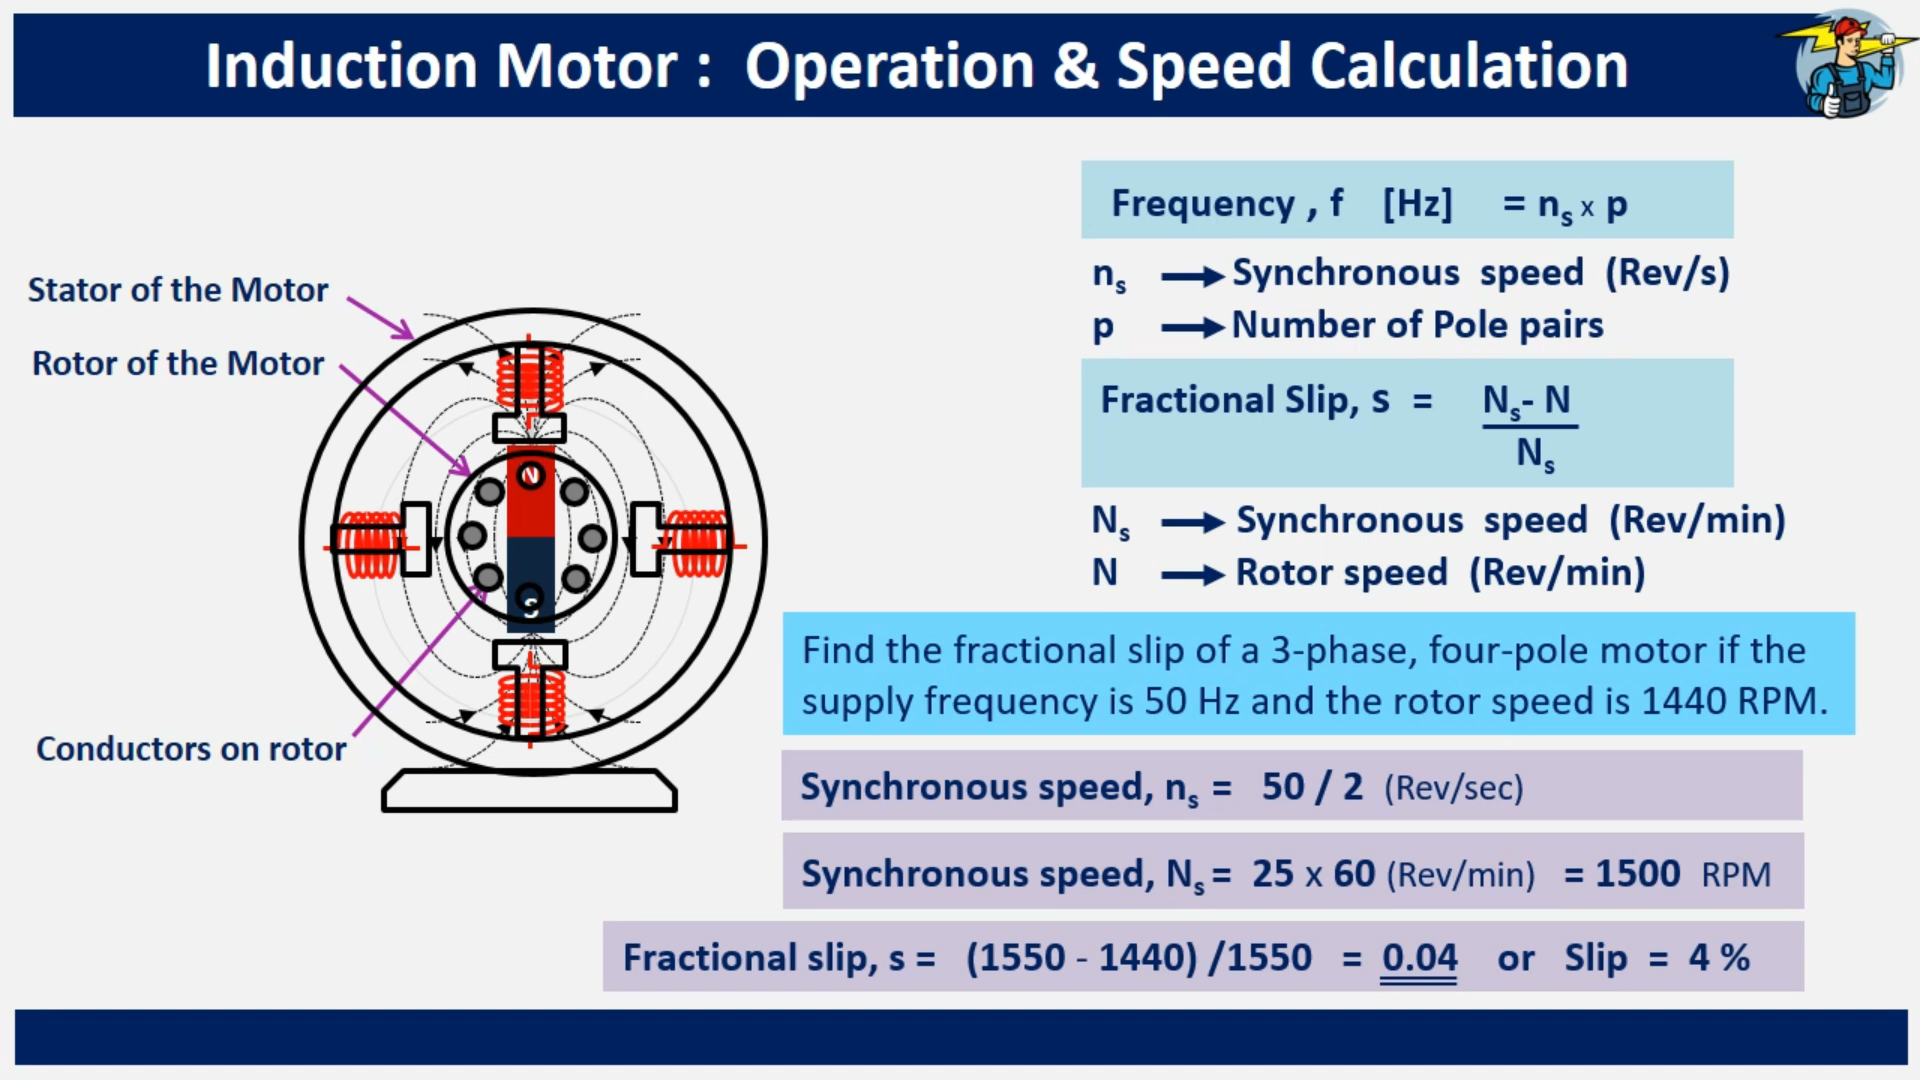 Induction Motor : Operation & Speed Calculation
Frequency , f [Hz] = nₛ x p
nₛ → Synchronous speed (Rev/s)
p → Number of Pole pairs
Fractional Slip, s = Nₛ- N
Nₛ
Nₛ → Synchronous speed (Rev/min)
N → Rotor speed (Rev/min)
Stator of the Motor
Rotor of the Motor
Conductors on rotor
N
S
Find the fractional slip of a 3-phase, four-pole motor if the
supply frequency is 50 Hz and the rotor speed is 1440 RPM.
Synchronous speed, nₛ = 50 / 2 (Rev/sec)
Synchronous speed, Nₛ = 25 x 60 (Rev/min) = 1500 RPM
Fractional slip, s = (1550 - 1440) /1550 = 0.04 or Slip = 4 %